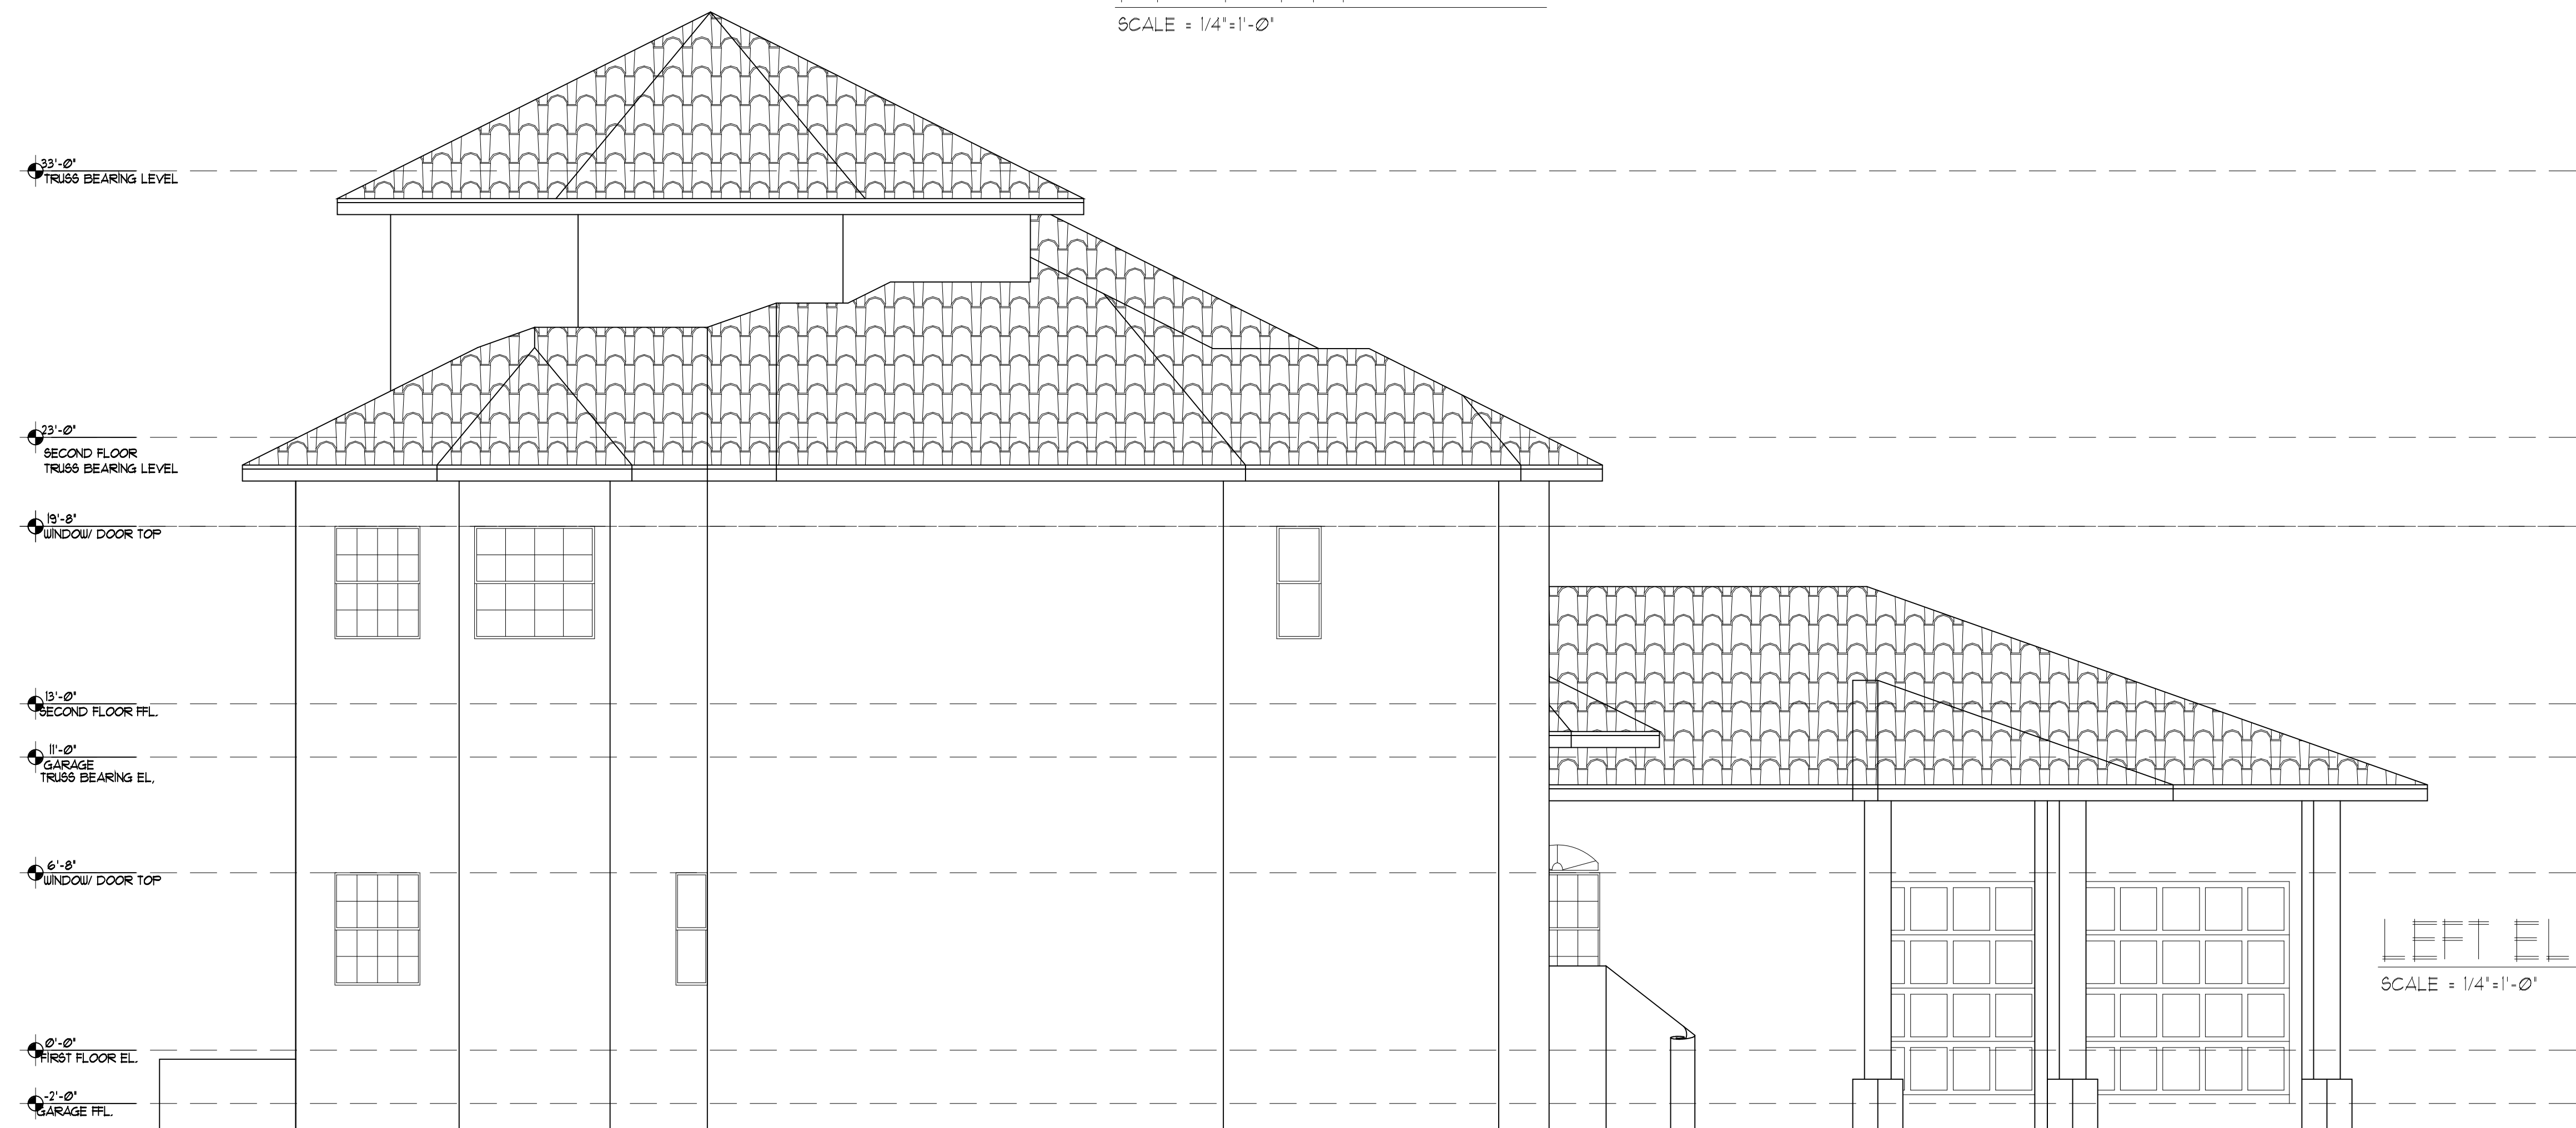 SCALE = 1/4"=1'-0"
33'-0"
TRUSS BEARING LEVEL
23'-0"
SECOND FLOOR
TRUSS BEARING LEVEL
19'-8"
WINDOW/ DOOR TOP
13'-0"
SECOND FLOOR FFL.
11'-0"
GARAGE
TRUSS BEARING EL,
6'-8"
WINDOW/ DOOR TOP
LEFT EL
SCALE = 1/4"=1'-0"
0'-0"
FIRST FLOOR EL.
-2'-0"
GARAGE FFL.